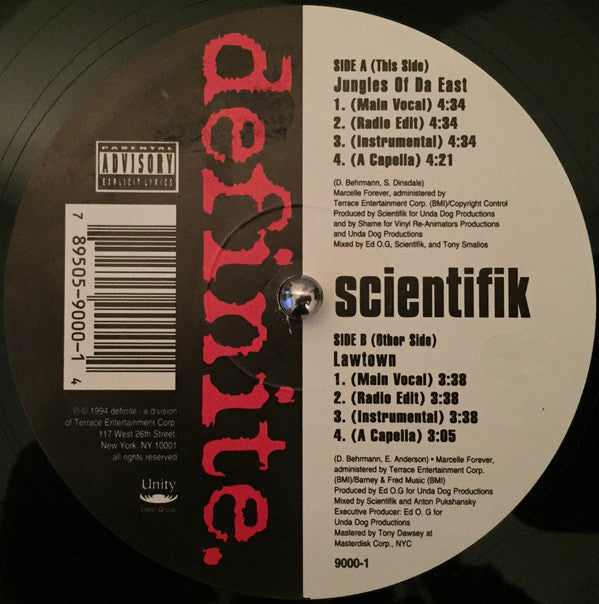 PARENTAL
ADVISORY
EXPLICIT LYRICS
7 89505-9000-1 4
℗ © 1994 definite., a division
of Terrace Entertainment Corp.
117 West 26th Street,
New York, NY 10001
all rights reserved
Unity
Label Group
definite.
SIDE A (This Side)
Jungles Of Da East
1. (Main Vocal) 4:34
2. (Radio Edit) 4:34
3. (Instrumental) 4:34
4. (A Capella) 4:21
(D. Behrmann, S. Dinsdale)
Marcelle Forever, administered by
Terrace Entertainment Corp. (BMI)/Copyright Control
Produced by Scientifik for Unda Dog Productions
and by Shame for Vinyl Re-Animators Productions
and Unda Dog Productions
Mixed by Ed O.G, Scientifik, and Tony Smalios
scientifik
SIDE B (Other Side)
Lawtown
1. (Main Vocal) 3:38
2. (Radio Edit) 3:38
3. (Instrumental) 3:38
4. (A Capella) 3:05
(D. Behrmann, E. Anderson) • Marcelle Forever,
administered by Terrace Entertainment Corp.
(BMI)/Barney & Fred Music (BMI)
Produced by Ed O.G for Unda Dog Productions
Mixed by Scientifik and Anton Pukshansky
Executive Producer: Ed O. G for
Unda Dog Productions
Mastered by Tony Dawsey at
Masterdisk Corp., NYC
9000-1